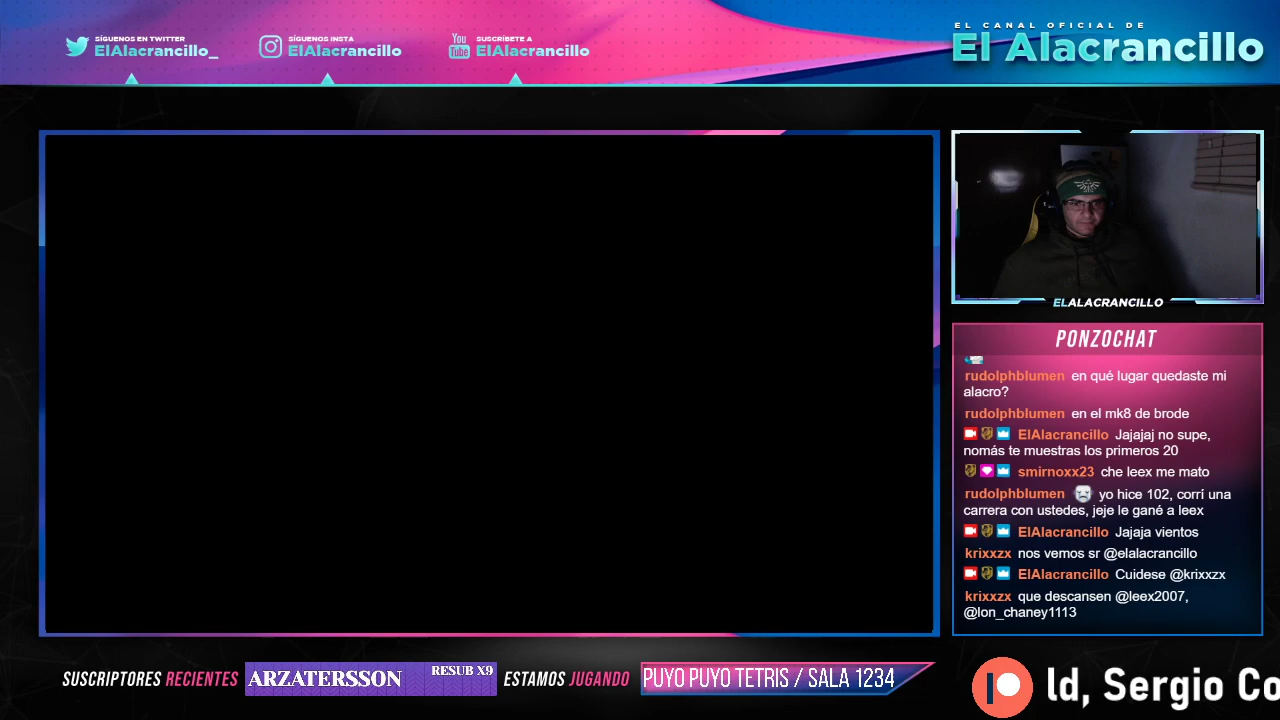 SÍGUENOS EN TWITTER
ElAlacrancillo_
SÍGUENOS INSTA
ElAlacrancillo
You
Tube
SUSCRÍBETE A
ElAlacrancillo
EL CANAL OFICIAL DE
El Alacrancillo
ELALACRANCILLO
PONZOCHAT
rudolphblumen en qué lugar quedaste mi
alacro?
rudolphblumen en el mk8 de brode
ElAlacrancillo Jajajaj no supe,
nomás te muestras los primeros 20
smirnoxx23 che leex me mato
rudolphblumen yo hice 102, corrí una
carrera con ustedes, jeje le gané a leex
ElAlacrancillo Jajaja vientos
krixxzx nos vemos sr @elalacrancillo
ElAlacrancillo Cuidese @krixxzx
krixxzx que descansen @leex2007,
@lon_chaney1113
SUSCRIPTORES RECIENTES
ARZATERSSON
RESUB X9
ESTAMOS JUGANDO
PUYO PUYO TETRIS / SALA 1234
ld, Sergio Co